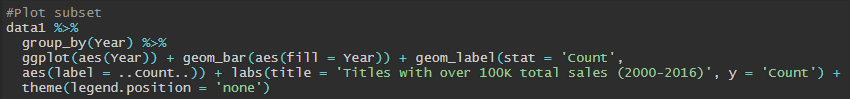 #Plot subset
data1 %>%
  group_by(Year) %>%
  ggplot(aes(Year)) + geom_bar(aes(fill = Year)) + geom_label(stat = 'Count',
  aes(label = ..count..)) + labs(title = 'Titles with over 100K total sales (2000-2016)', y = 'Count') +
  theme(legend.position = 'none')